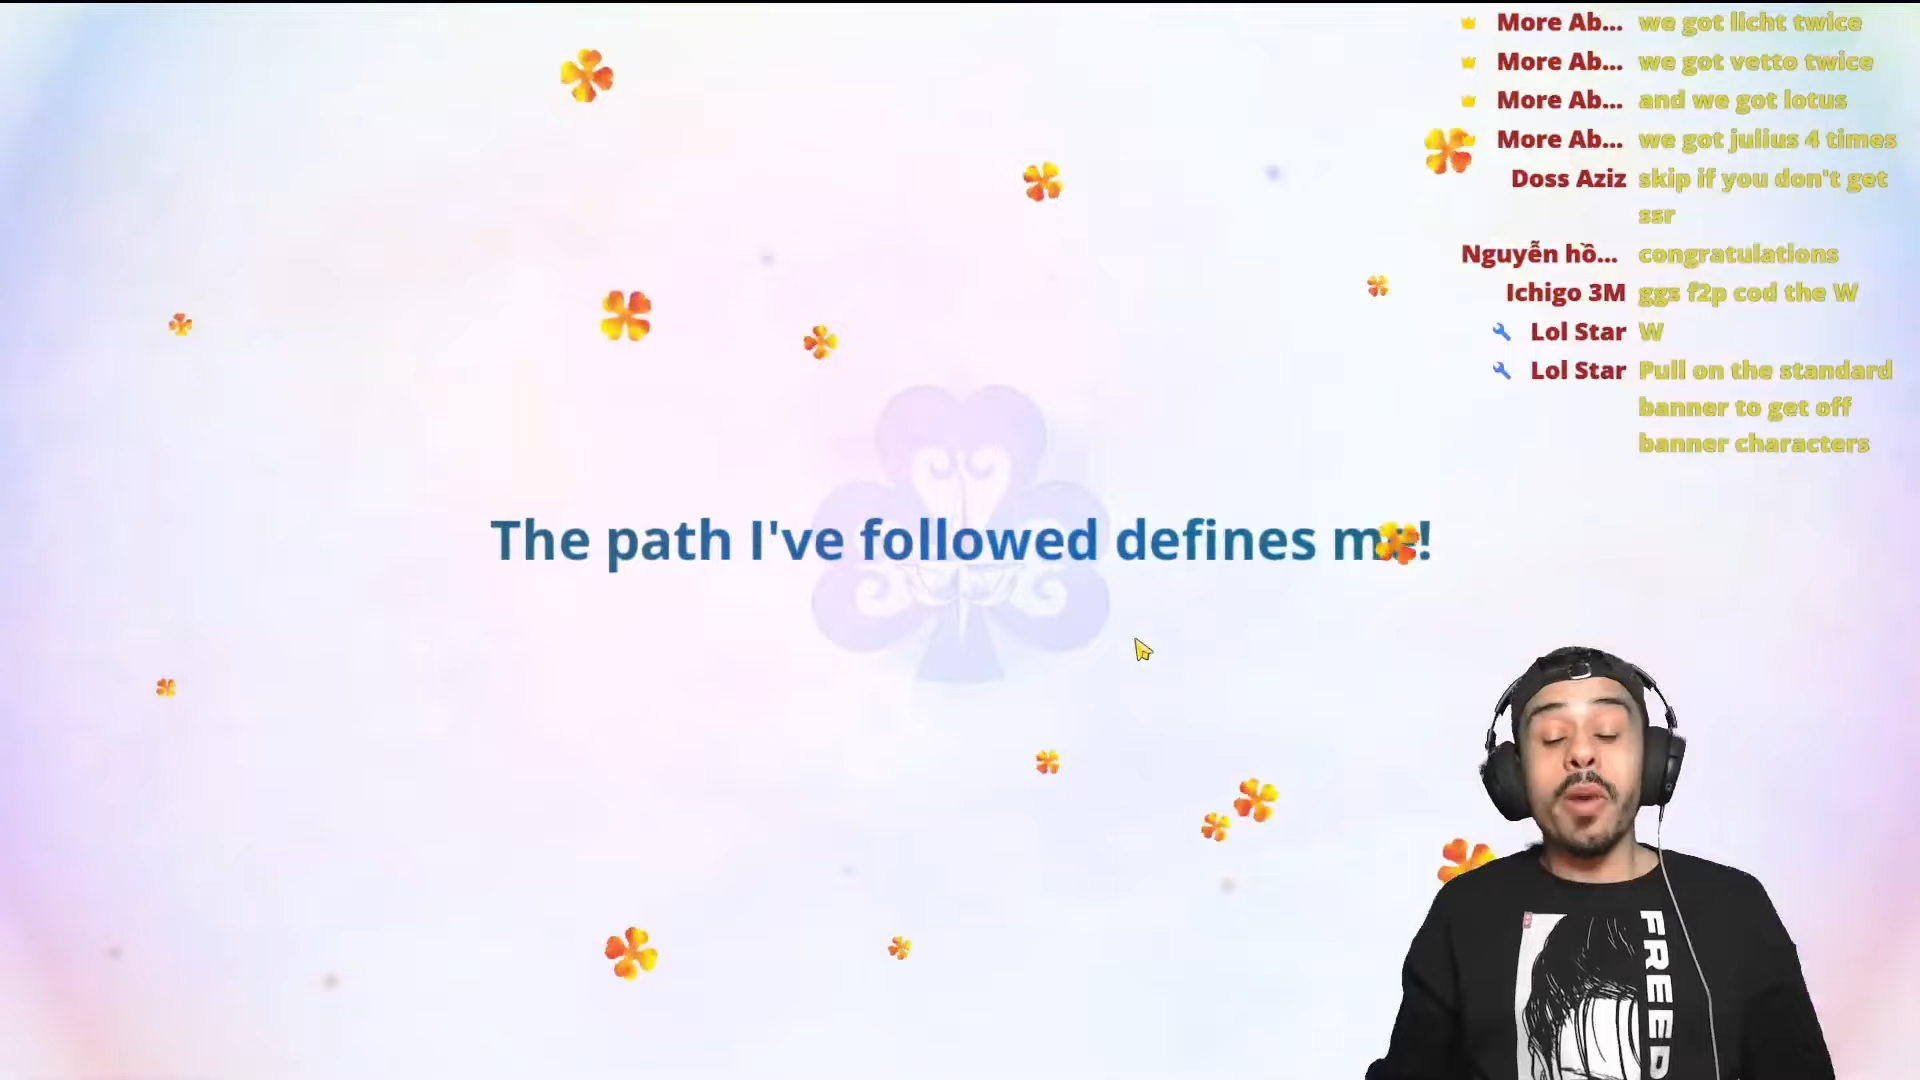 More Ab... we got licht twice
More Ab... we got vetto twice
More Ab... and we got lotus
More Ab... we got julius 4 times
Doss Aziz skip if you don't get
ssr
Nguyễn hồ... congratulations
Ichigo 3M ggs f2p cod the W
Lol Star W
Lol Star Pull on the standard
banner to get off
banner characters
The path I've followed defines me!
FREED